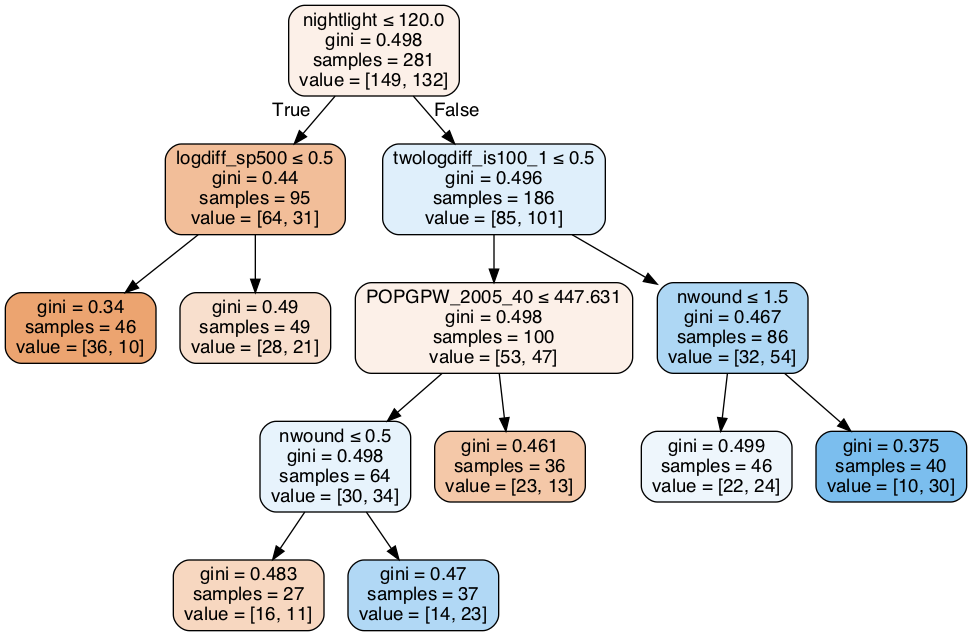 nightlight ≤ 120.0
gini = 0.498
samples = 281
value = [149, 132]
True
False
logdiff_sp500 ≤ 0.5
gini = 0.44
samples = 95
value = [64, 31]
twologdiff_is100_1 ≤ 0.5
gini = 0.496
samples = 186
value = [85, 101]
gini = 0.34
samples = 46
value = [36, 10]
gini = 0.49
samples = 49
value = [28, 21]
POPGPW_2005_40 ≤ 447.631
gini = 0.498
samples = 100
value = [53, 47]
nwound ≤ 1.5
gini = 0.467
samples = 86
value = [32, 54]
nwound ≤ 0.5
gini = 0.498
samples = 64
value = [30, 34]
gini = 0.461
samples = 36
value = [23, 13]
gini = 0.499
samples = 46
value = [22, 24]
gini = 0.375
samples = 40
value = [10, 30]
gini = 0.483
samples = 27
value = [16, 11]
gini = 0.47
samples = 37
value = [14, 23]